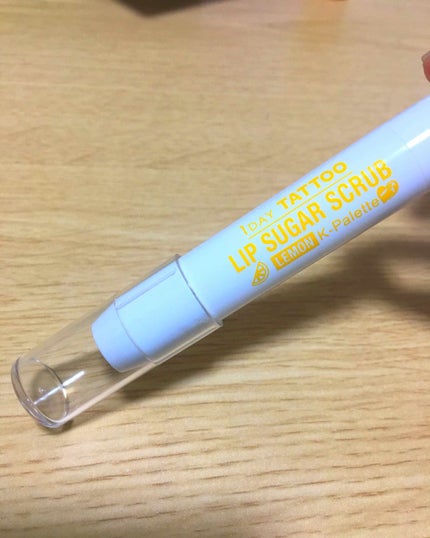 1DAY TATTOO
LIP SUGAR SCRUB
LEMON K-Palette